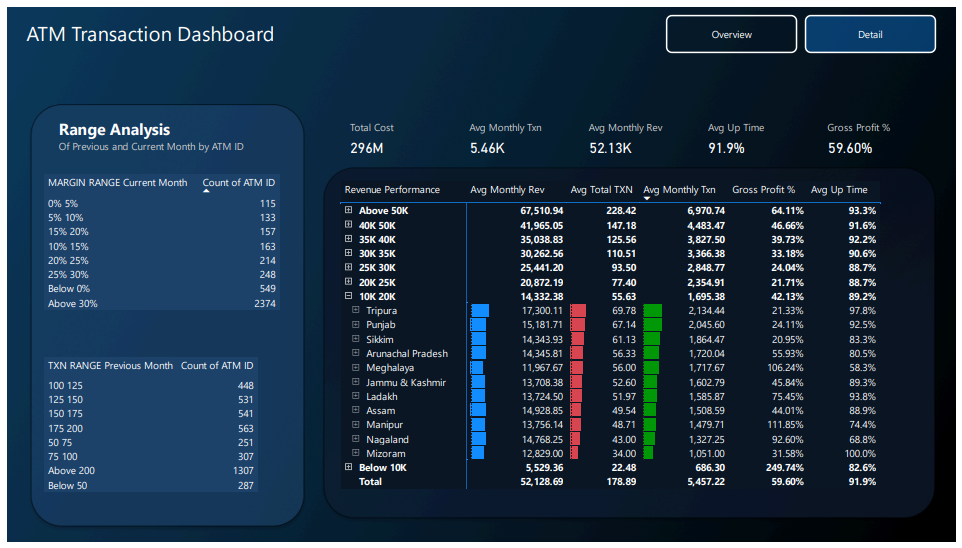 ATM Transaction Dashboard
Overview
Detail
Range Analysis
Of Previous and Current Month by ATM ID
MARGIN RANGE Current Month Count of ATM ID
0% 5% 115
5% 10% 133
15% 20% 157
10% 15% 163
20% 25% 214
25% 30% 248
Below 0% 549
Above 30% 2374
TXN RANGE Previous Month Count of ATM ID
100 125 448
125 150 531
150 175 541
175 200 563
50 75 251
75 100 307
Above 200 1307
Below 50 287
Total Cost Avg Monthly Txn Avg Monthly Rev Avg Up Time Gross Profit %
296M 5.46K 52.13K 91.9% 59.60%
Revenue Performance Avg Monthly Rev Avg Total TXN Avg Monthly Txn Gross Profit % Avg Up Time
Above 50K 67,510.94 228.42 6,970.74 64.11% 93.3%
40K 50K 41,965.05 147.18 4,483.47 46.66% 91.6%
35K 40K 35,038.83 125.56 3,827.50 39.73% 92.2%
30K 35K 30,262.56 110.51 3,366.38 33.18% 90.6%
25K 30K 25,441.20 93.50 2,848.77 24.04% 88.7%
20K 25K 20,872.19 77.40 2,354.91 21.71% 88.7%
10K 20K 14,332.38 55.63 1,695.38 42.13% 89.2%
Tripura 17,300.11 69.78 2,134.44 21.33% 97.8%
Punjab 15,181.71 67.14 2,045.60 24.11% 92.5%
Sikkim 14,343.93 61.13 1,864.47 20.95% 83.3%
Arunachal Pradesh 14,345.81 56.33 1,720.04 55.93% 80.5%
Meghalaya 11,967.67 56.00 1,717.67 106.24% 58.3%
Jammu & Kashmir 13,708.38 52.60 1,602.79 45.84% 89.3%
Ladakh 13,724.50 51.97 1,585.87 75.45% 93.8%
Assam 14,928.85 49.54 1,508.59 44.01% 88.9%
Manipur 13,756.14 48.71 1,479.71 111.85% 74.4%
Nagaland 14,768.25 43.00 1,327.25 92.60% 68.8%
Mizoram 12,829.00 34.00 1,051.00 31.58% 100.0%
Below 10K 5,529.36 22.48 686.30 249.74% 82.6%
Total 52,128.69 178.89 5,457.22 59.60% 91.9%